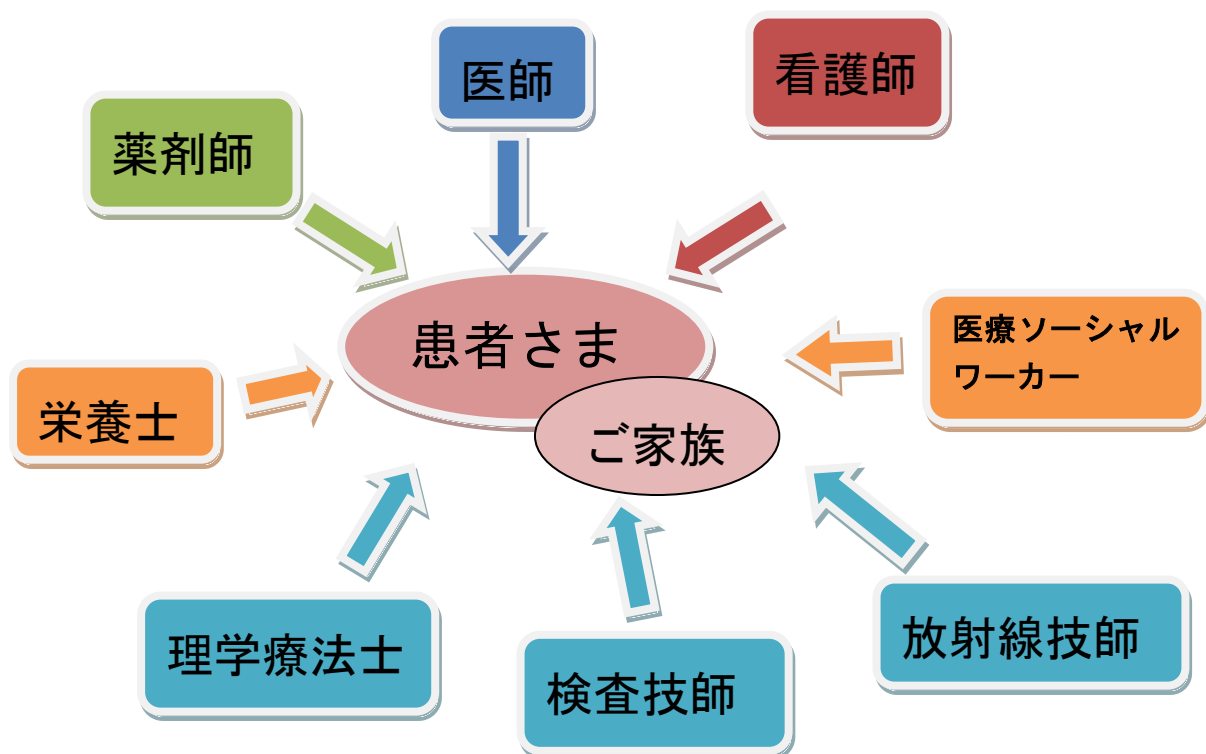 医師
看護師
薬剤師
患者さま
医療ソーシャル
ワーカー
栄養士
ご家族
理学療法士
検査技師
放射線技師